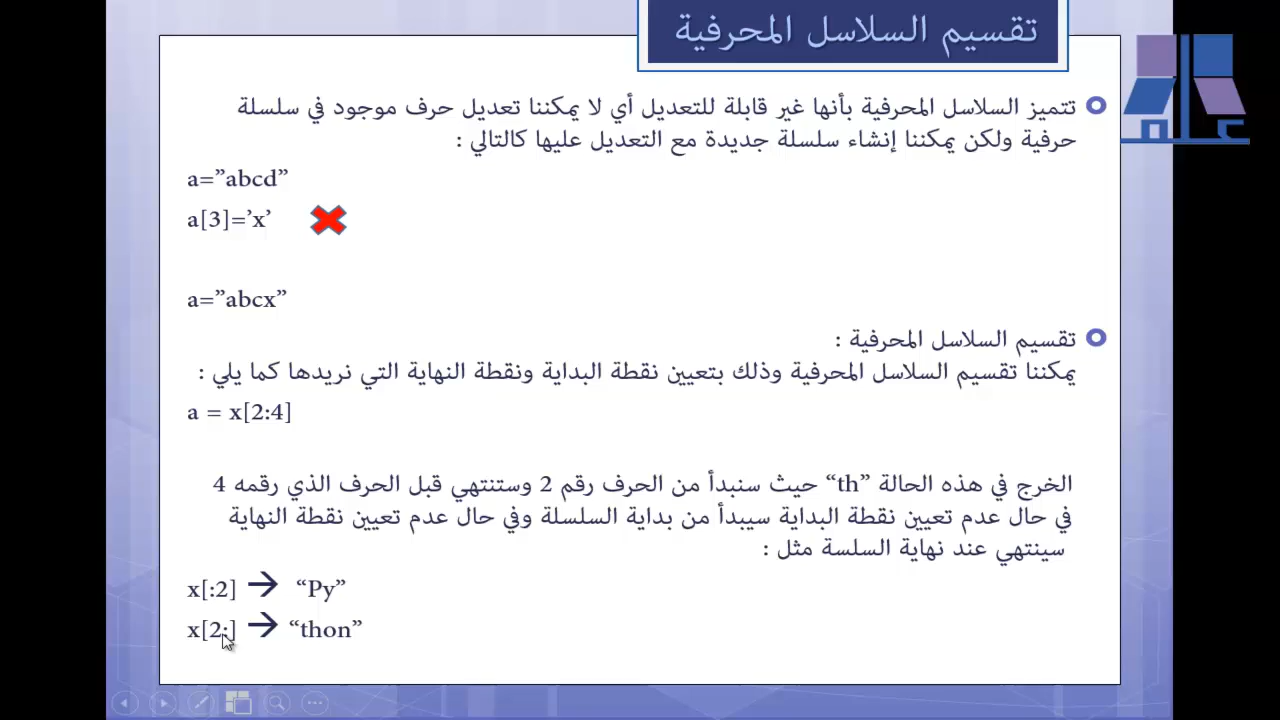 تقسيم السلاسل المحرفية
تتميز السلاسل المحرفية بأنها غير قابلة للتعديل أي لا يمكننا تعديل حرف موجود في سلسلة
حرفية ولكن يمكننا إنشاء سلسلة جديدة مع التعديل عليها كالتالي :
a=”abcd”
a[3]=’x’
a=”abcx”
تقسيم السلاسل المحرفية :
يمكننا تقسيم السلاسل المحرفية وذلك بتعيين نقطة البداية ونقطة النهاية التي نريدها كما يلي :
a = x[2:4]
الخرج في هذه الحالة “th” حيث سنبدأ من الحرف رقم 2 وستنتهي قبل الحرف الذي رقمه 4
في حال عدم تعيين نقطة البداية سيبدأ من بداية السلسلة وفي حال عدم تعيين نقطة النهاية
سينتهي عند نهاية السلسة مثل :
x[:2] → “Py”
x[2:] → “thon”
علم